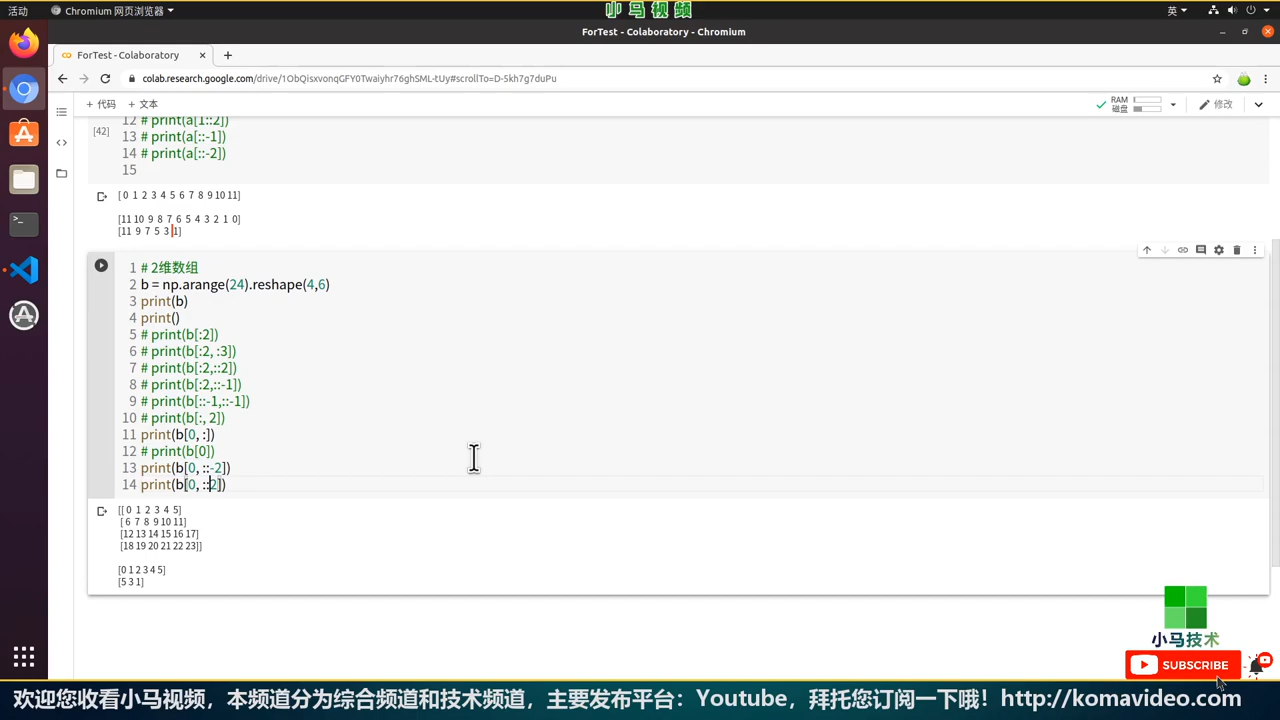 活动
Chromium 网页浏览器
小马视频
英
ForTest - Colaboratory - Chromium
ForTest - Colaboratory
colab.research.google.com/drive/1ObQisxvonqGFY0Twaiyhr76ghSML-tUy#scrollTo=D-5kh7g7duPu
+ 代码 + 文本
RAM
磁盘
修改
[42]
12 # print(a[1::2])
13 # print(a[::-1])
14 # print(a[::-2])
15
[ 0 1 2 3 4 5 6 7 8 9 10 11]
[11 10 9 8 7 6 5 4 3 2 1 0]
[11 9 7 5 3 1]
1 # 2维数组
2 b = np.arange(24).reshape(4,6)
3 print(b)
4 print()
5 # print(b[:2])
6 # print(b[:2, :3])
7 # print(b[:2,::2])
8 # print(b[:2,::-1])
9 # print(b[::-1,::-1])
10 # print(b[:, 2])
11 print(b[0, :])
12 # print(b[0])
13 print(b[0, ::-2])
14 print(b[0, ::2])
[[ 0 1 2 3 4 5]
[ 6 7 8 9 10 11]
[12 13 14 15 16 17]
[18 19 20 21 22 23]]
[0 1 2 3 4 5]
[5 3 1]
小马技术
SUBSCRIBE
欢迎您收看小马视频，本频道分为综合频道和技术频道，主要发布平台：Youtube，拜托您订阅一下哦！http://komavideo.com